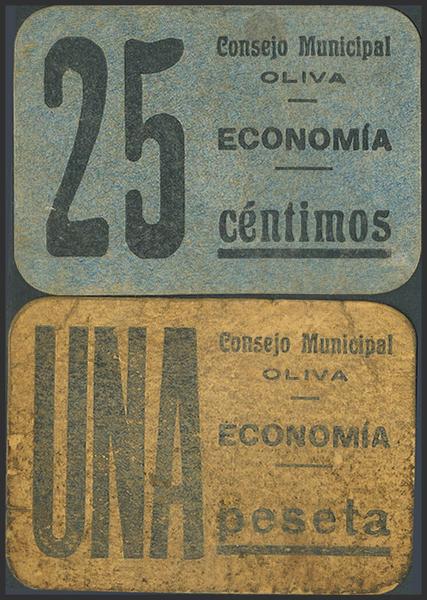 25
Consejo Municipal
OLIVA
ECONOMÍA
céntimos
UNA
Consejo Municipal
OLIVA
ECONOMÍA
peseta